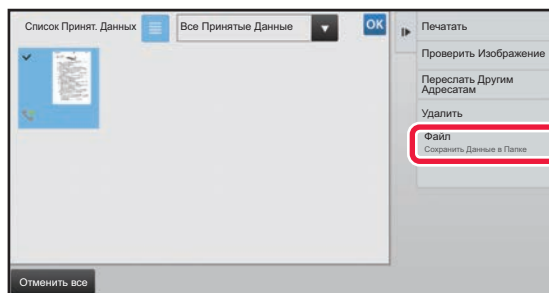 Список Принят. Данных
Все Принятые Данные
OK
Печатать
Проверить Изображение
Переслать Другим
Адресатам
Удалить
Файл
Сохранить Данные в Папке
Отменить все